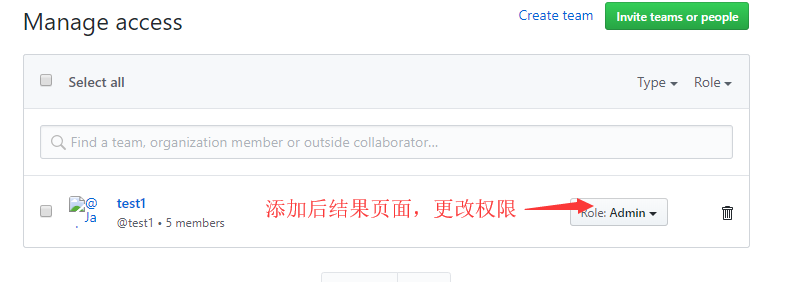 Manage access
Create team
Invite teams or people
Select all
Type
Role
Find a team, organization member or outside collaborator...
@
Ja
test1
@test1 • 5 members
添加后结果页面，更改权限
Role: Admin